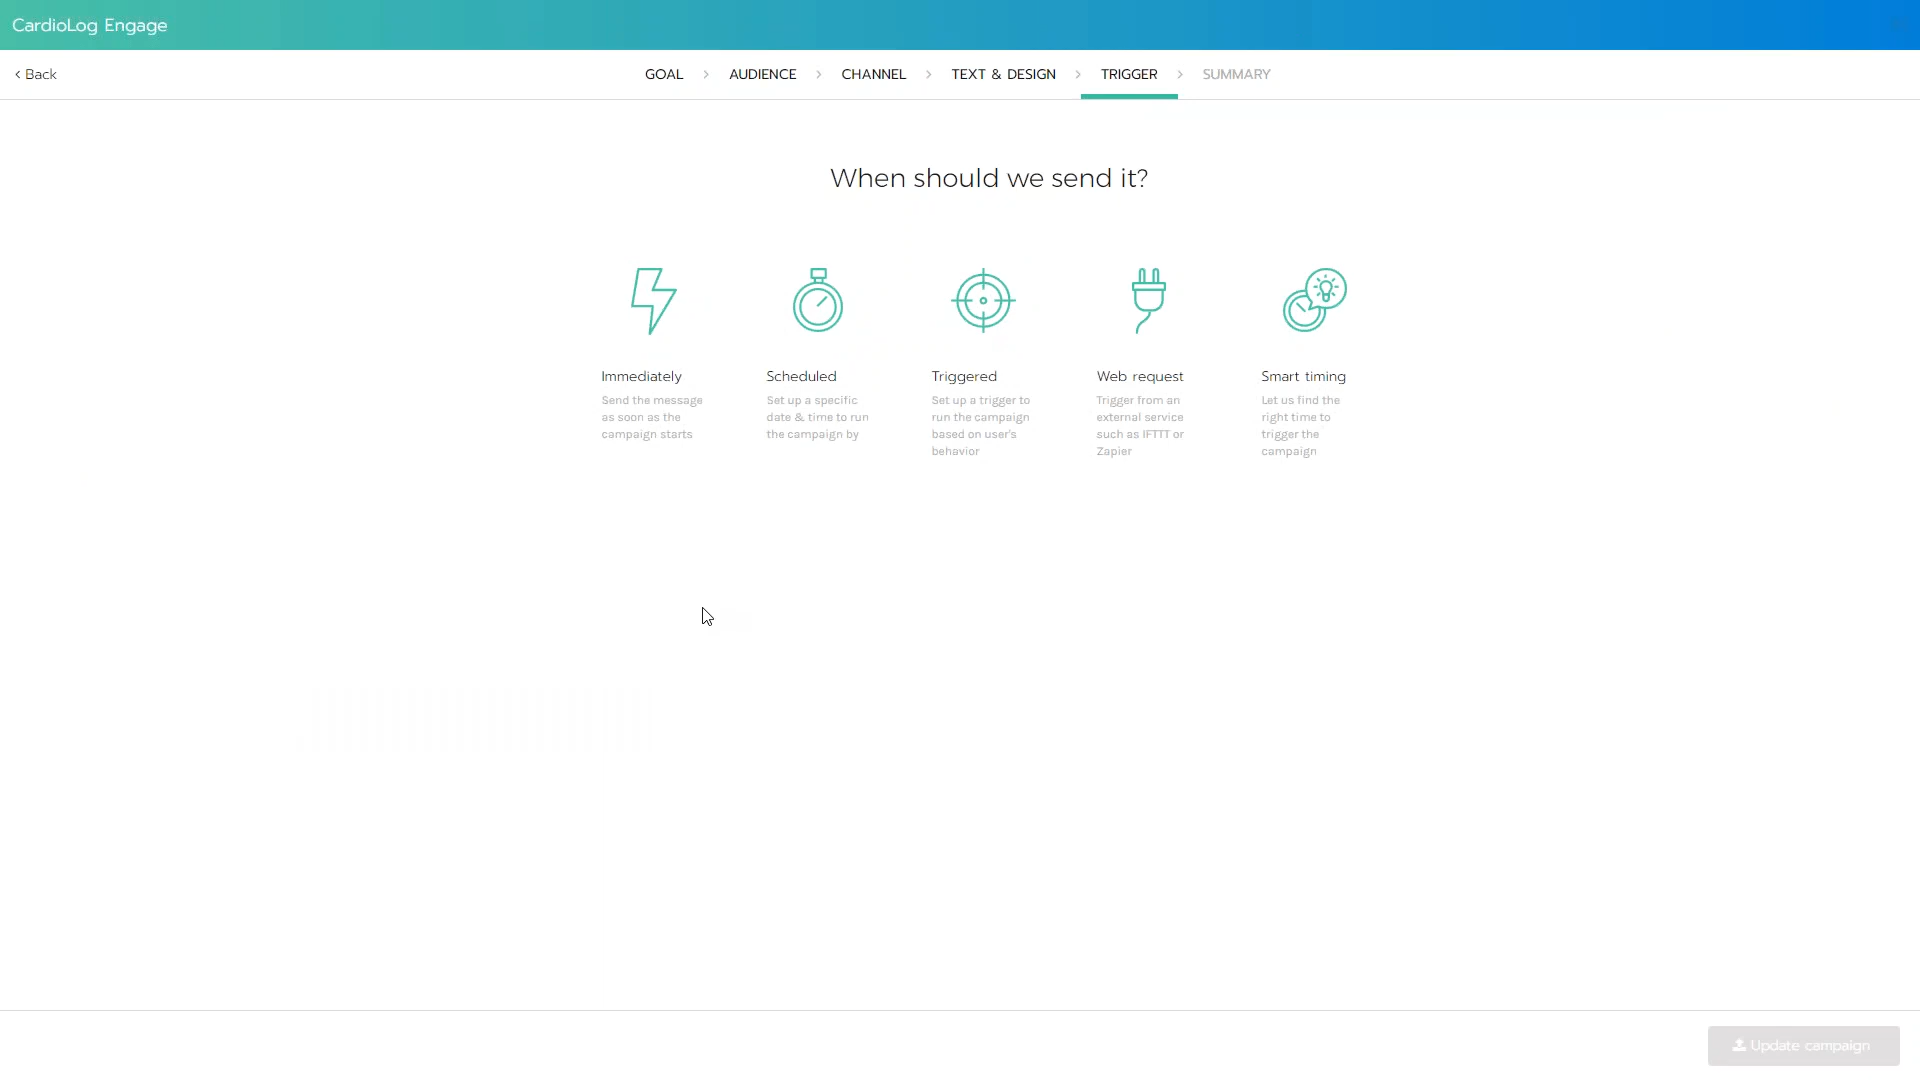 CardioLog Engage
< Back
GOAL > AUDIENCE > CHANNEL > TEXT & DESIGN > TRIGGER > SUMMARY
When should we send it?
Immediately
Send the message
as soon as the
campaign starts
Scheduled
Set up a specific
date & time to run
the campaign by
Triggered
Set up a trigger to
run the campaign
based on user's
behavior
Web request
Trigger from an
external service
such as IFTTT or
Zapier
Smart timing
Let us find the
right time to
trigger the
campaign
Update campaign